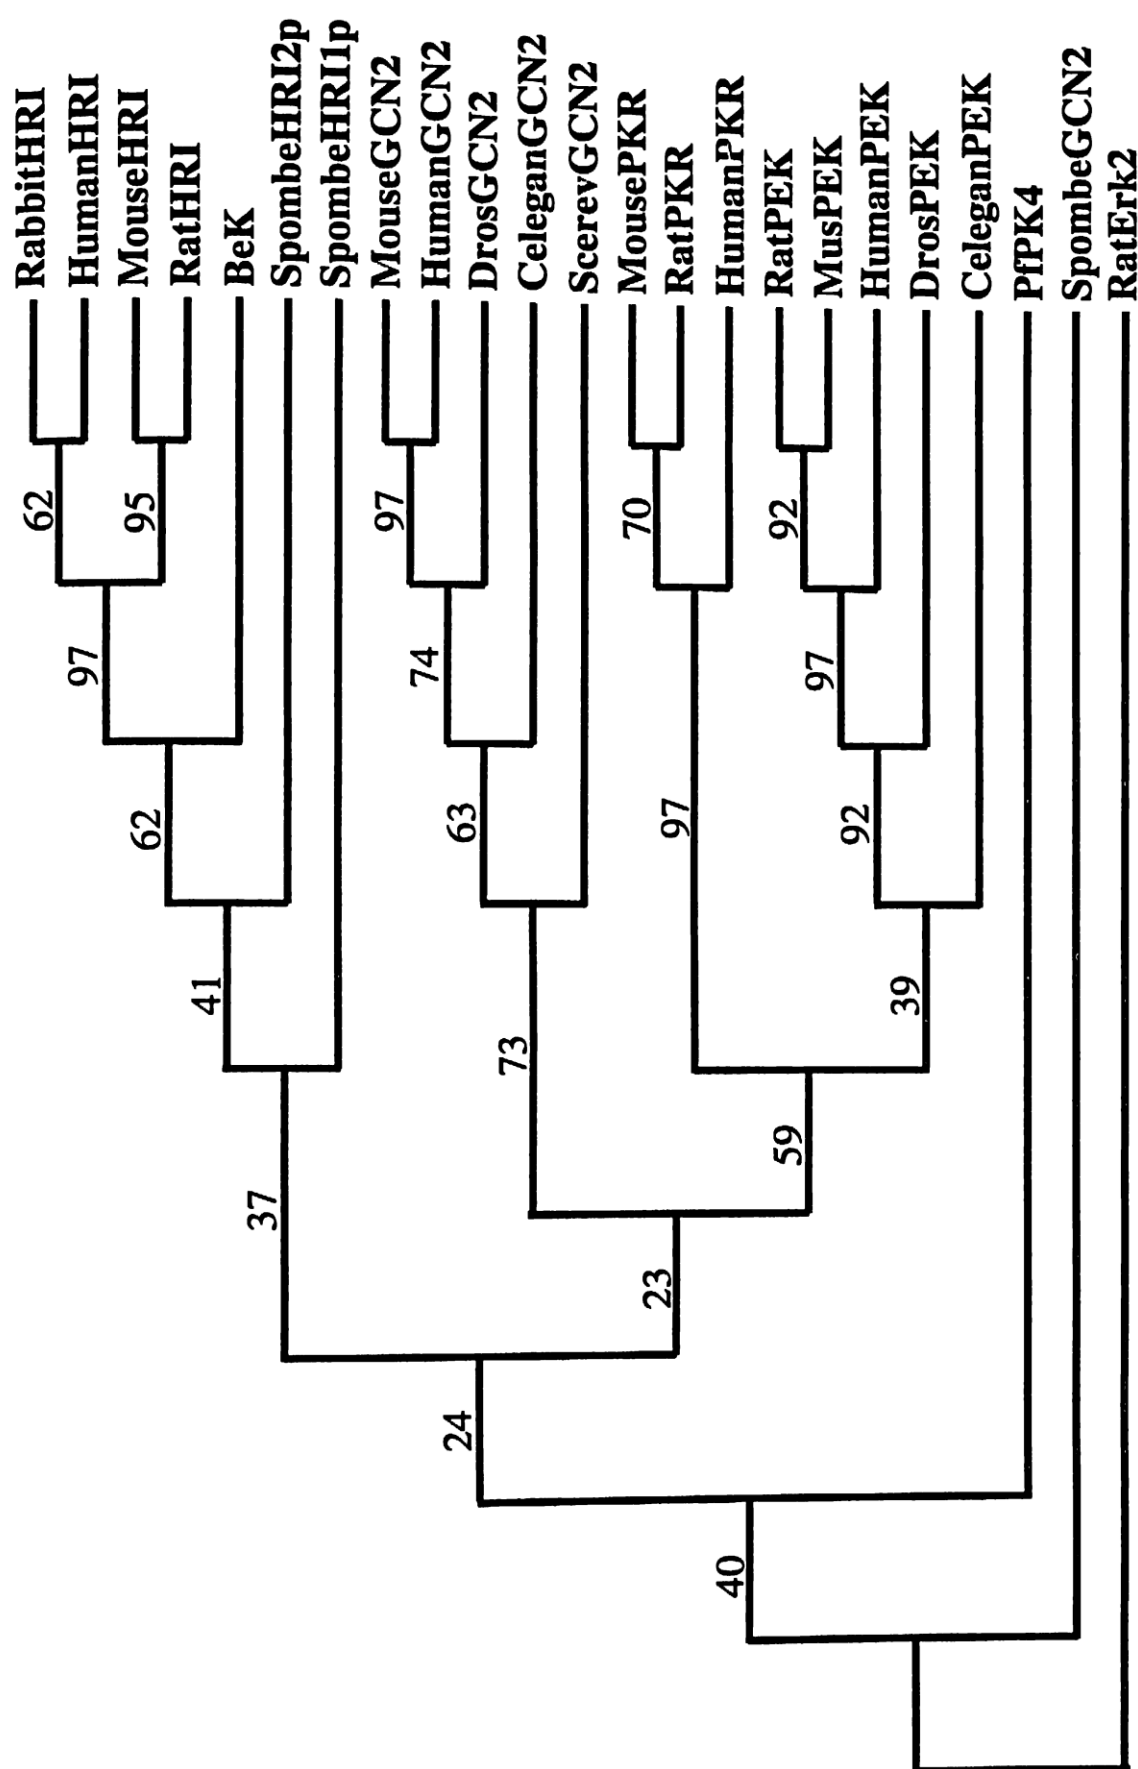 RabbitHRI
HumanHRI
MouseHRI
RatHRI
BeK
SpombeHRI2p
SpombeHRI1p
MouseGCN2
HumanGCN2
DrosGCN2
CeleganGCN2
ScerevGCN2
MousePKR
RatPKR
HumanPKR
RatPEK
MusPEK
HumanPEK
DrosPEK
CeleganPEK
PfPK4
SpombeGCN2
RatErk2
62
95
97
70
92
97
74
97
62
63
97
92
41
73
39
59
37
23
24
40